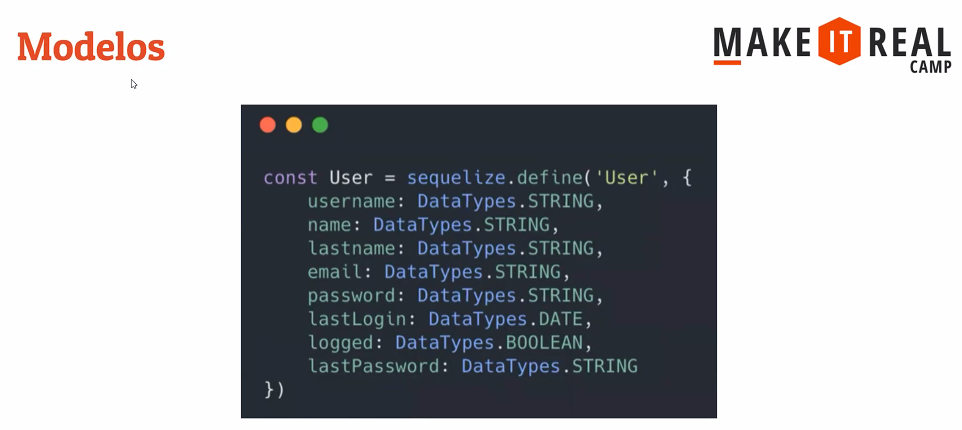 Modelos
MAKE IT REAL
CAMP
const User = sequelize.define('User', {
    username: DataTypes.STRING,
    name: DataTypes.STRING,
    lastname: DataTypes.STRING,
    email: DataTypes.STRING,
    password: DataTypes.STRING,
    lastLogin: DataTypes.DATE,
    logged: DataTypes.BOOLEAN,
    lastPassword: DataTypes.STRING
})